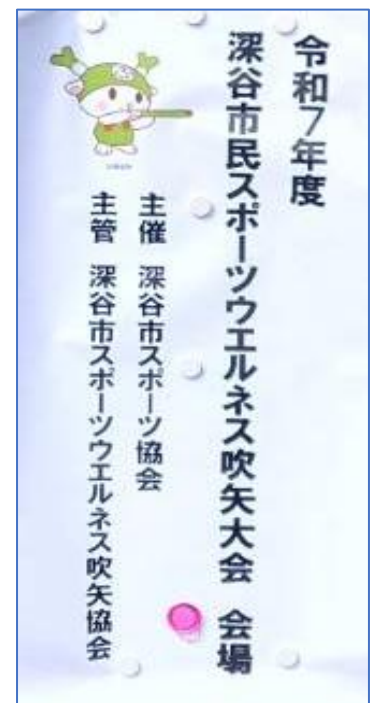 令和7年度
深谷市民スポーツウエルネス吹矢大会 会場
主催 深谷市スポーツ協会
主管 深谷市スポーツウエルネス吹矢協会